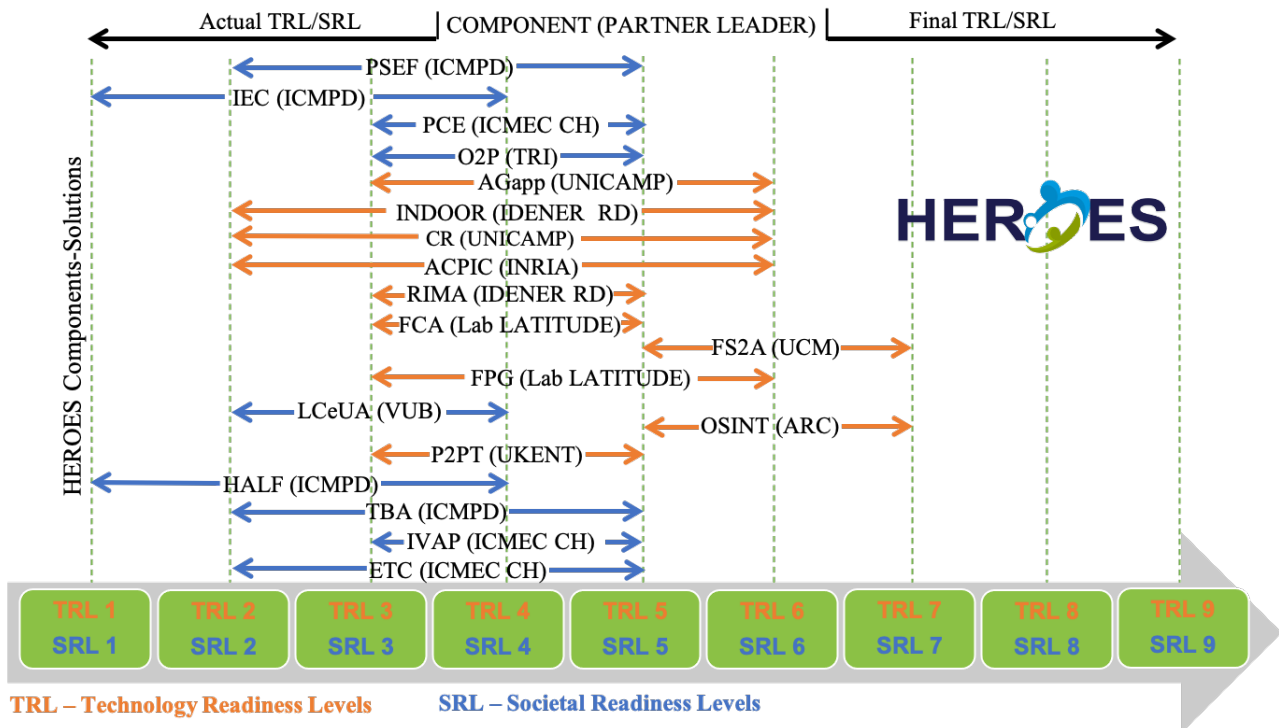 Actual TRL/SRL
COMPONENT (PARTNER LEADER)
Final TRL/SRL
HEROES Components-Solutions
PSEF (ICMPD)
IEC (ICMPD)
PCE (ICMEC CH)
O2P (TRI)
AGapp (UNICAMP)
INDOOR (IDENER RD)
CR (UNICAMP)
ACPIC (INRIA)
RIMA (IDENER RD)
FCA (Lab LATITUDE)
FS2A (UCM)
FPG (Lab LATITUDE)
LCeUA (VUB)
OSINT (ARC)
P2PT (UKENT)
HALF (ICMPD)
TBA (ICMPD)
IVAP (ICMEC CH)
ETC (ICMEC CH)
HEROES
TRL 1
SRL 1
TRL 2
SRL 2
TRL 3
SRL 3
TRL 4
SRL 4
TRL 5
SRL 5
TRL 6
SRL 6
TRL 7
SRL 7
TRL 8
SRL 8
TRL 9
SRL 9
TRL – Technology Readiness Levels
SRL – Societal Readiness Levels